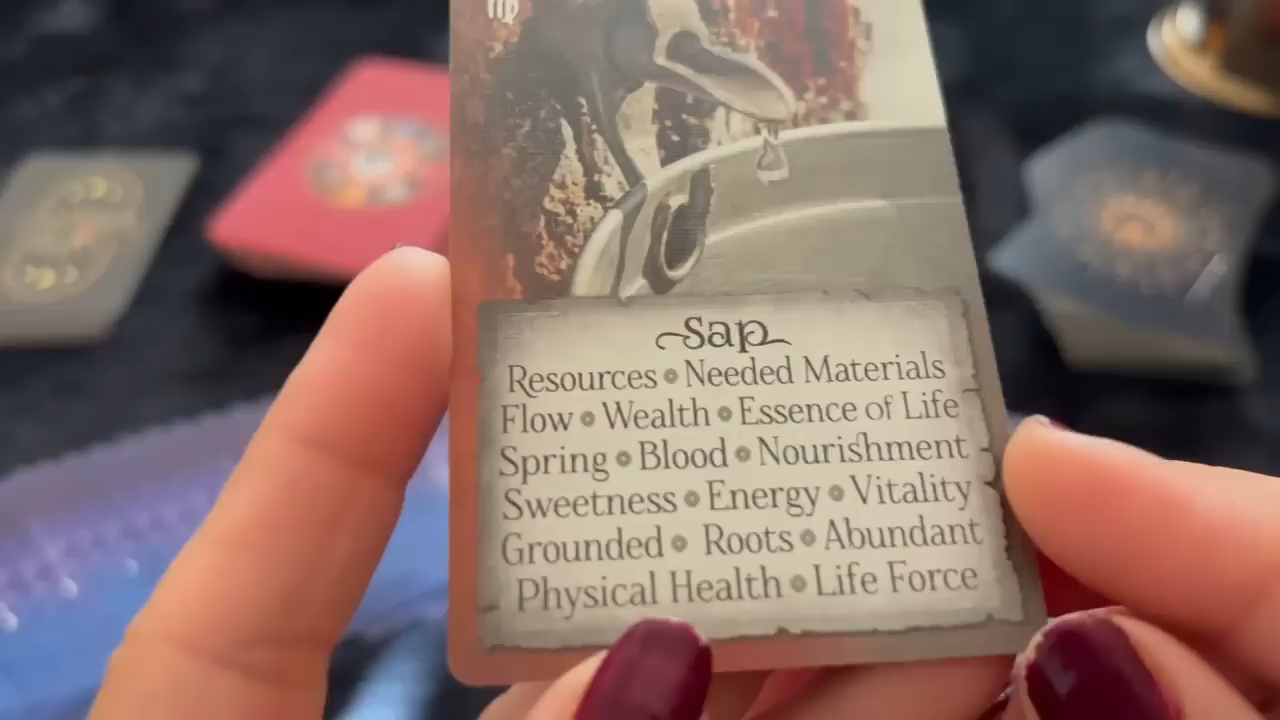 ♍
Sap
Resources • Needed Materials
Flow • Wealth • Essence of Life
Spring • Blood • Nourishment
Sweetness • Energy • Vitality
Grounded • Roots • Abundant
Physical Health • Life Force